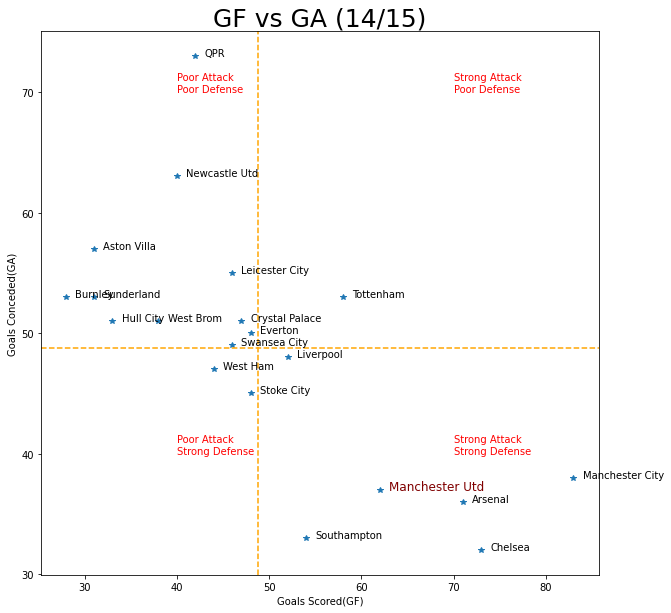 GF vs GA (14/15)
QPR
Poor Attack
Poor Defense
Strong Attack
Poor Defense
Newcastle Utd
Aston Villa
Leicester City
Burnley
Sunderland
Tottenham
Hull City
West Brom
Crystal Palace
Everton
Swansea City
Liverpool
West Ham
Stoke City
Poor Attack
Strong Defense
Strong Attack
Strong Defense
Manchester City
Manchester Utd
Arsenal
Southampton
Chelsea
Goals Conceded(GA)
70
60
50
40
30
30
40
50
60
70
80
Goals Scored(GF)